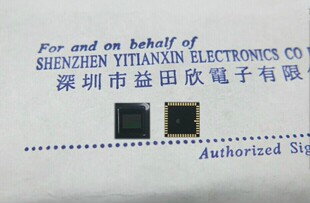 For and on behalf of
SHENZHEN YITIANXIN ELECTRONICS CO
深圳市益田欣電子有限
Authorized Sig